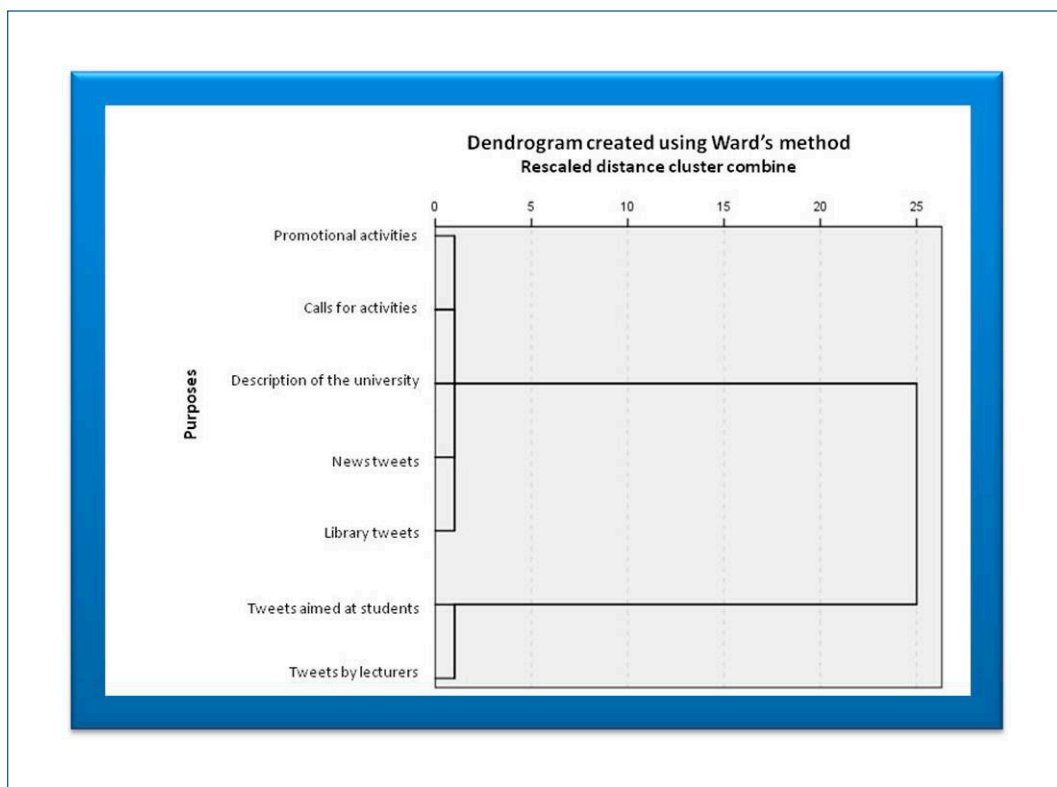 Dendrogram created using Ward's method
Rescaled distance cluster combine
0 5 10 15 20 25
Promotional activities
Calls for activities
Description of the university
Purposes
News tweets
Library tweets
Tweets aimed at students
Tweets by lecturers